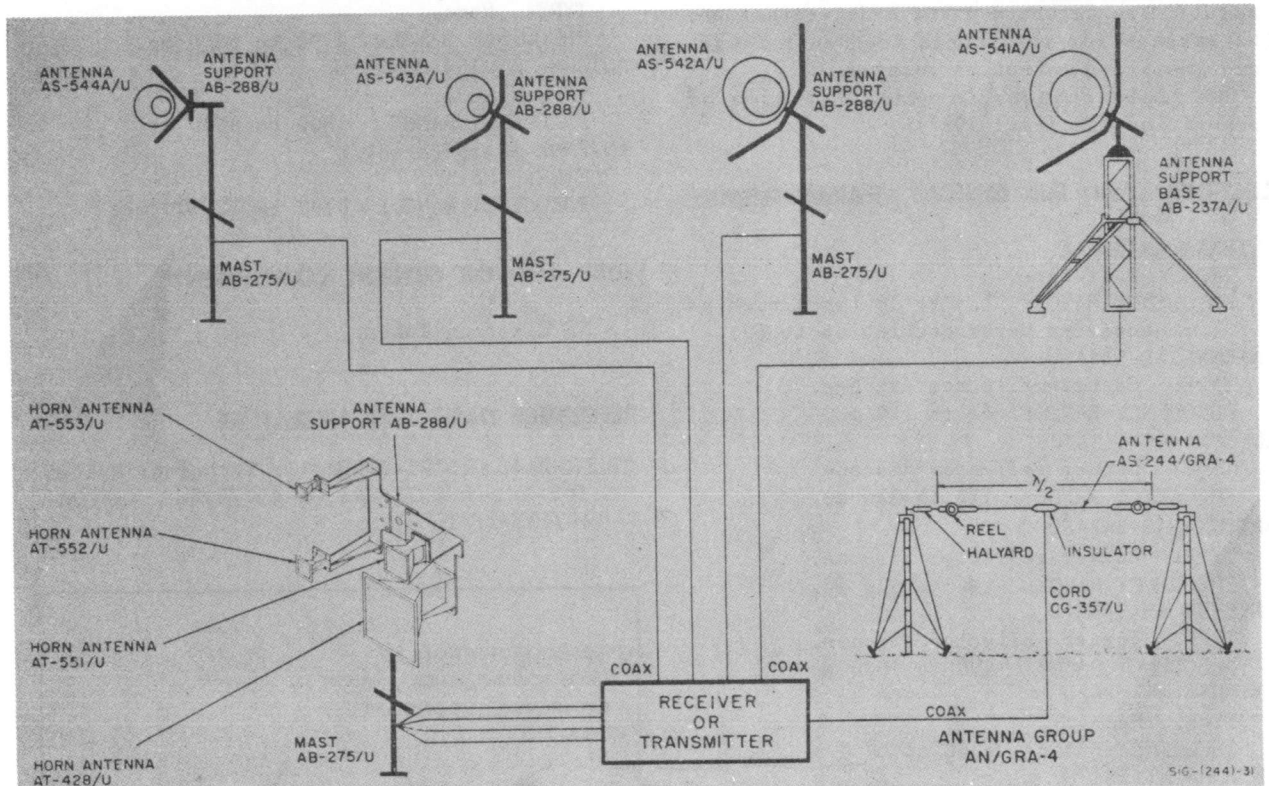 ANTENNA
AS-544A/U
ANTENNA
SUPPORT
AB-288/U
ANTENNA
AS-543A/U
ANTENNA
SUPPORT
AB-288/U
ANTENNA
AS-542A/U
ANTENNA
SUPPORT
AB-288/U
ANTENNA
AS-541A/U
ANTENNA
SUPPORT
BASE
AB-237A/U
MAST
AB-275/U
MAST
AB-275/U
MAST
AB-275/U
HORN ANTENNA
AT-553/U
ANTENNA
SUPPORT AB-288/U
HORN ANTENNA
AT-552/U
HORN ANTENNA
AT-551/U
HORN ANTENNA
AT-428/U
MAST
AB-275/U
COAX
COAX
RECEIVER
OR
TRANSMITTER
COAX
ANTENNA
AS-244/GRA-4
λ/2
REEL
HALYARD
INSULATOR
CORD
CG-357/U
ANTENNA GROUP
AN/GRA-4
SIG-(244)-31